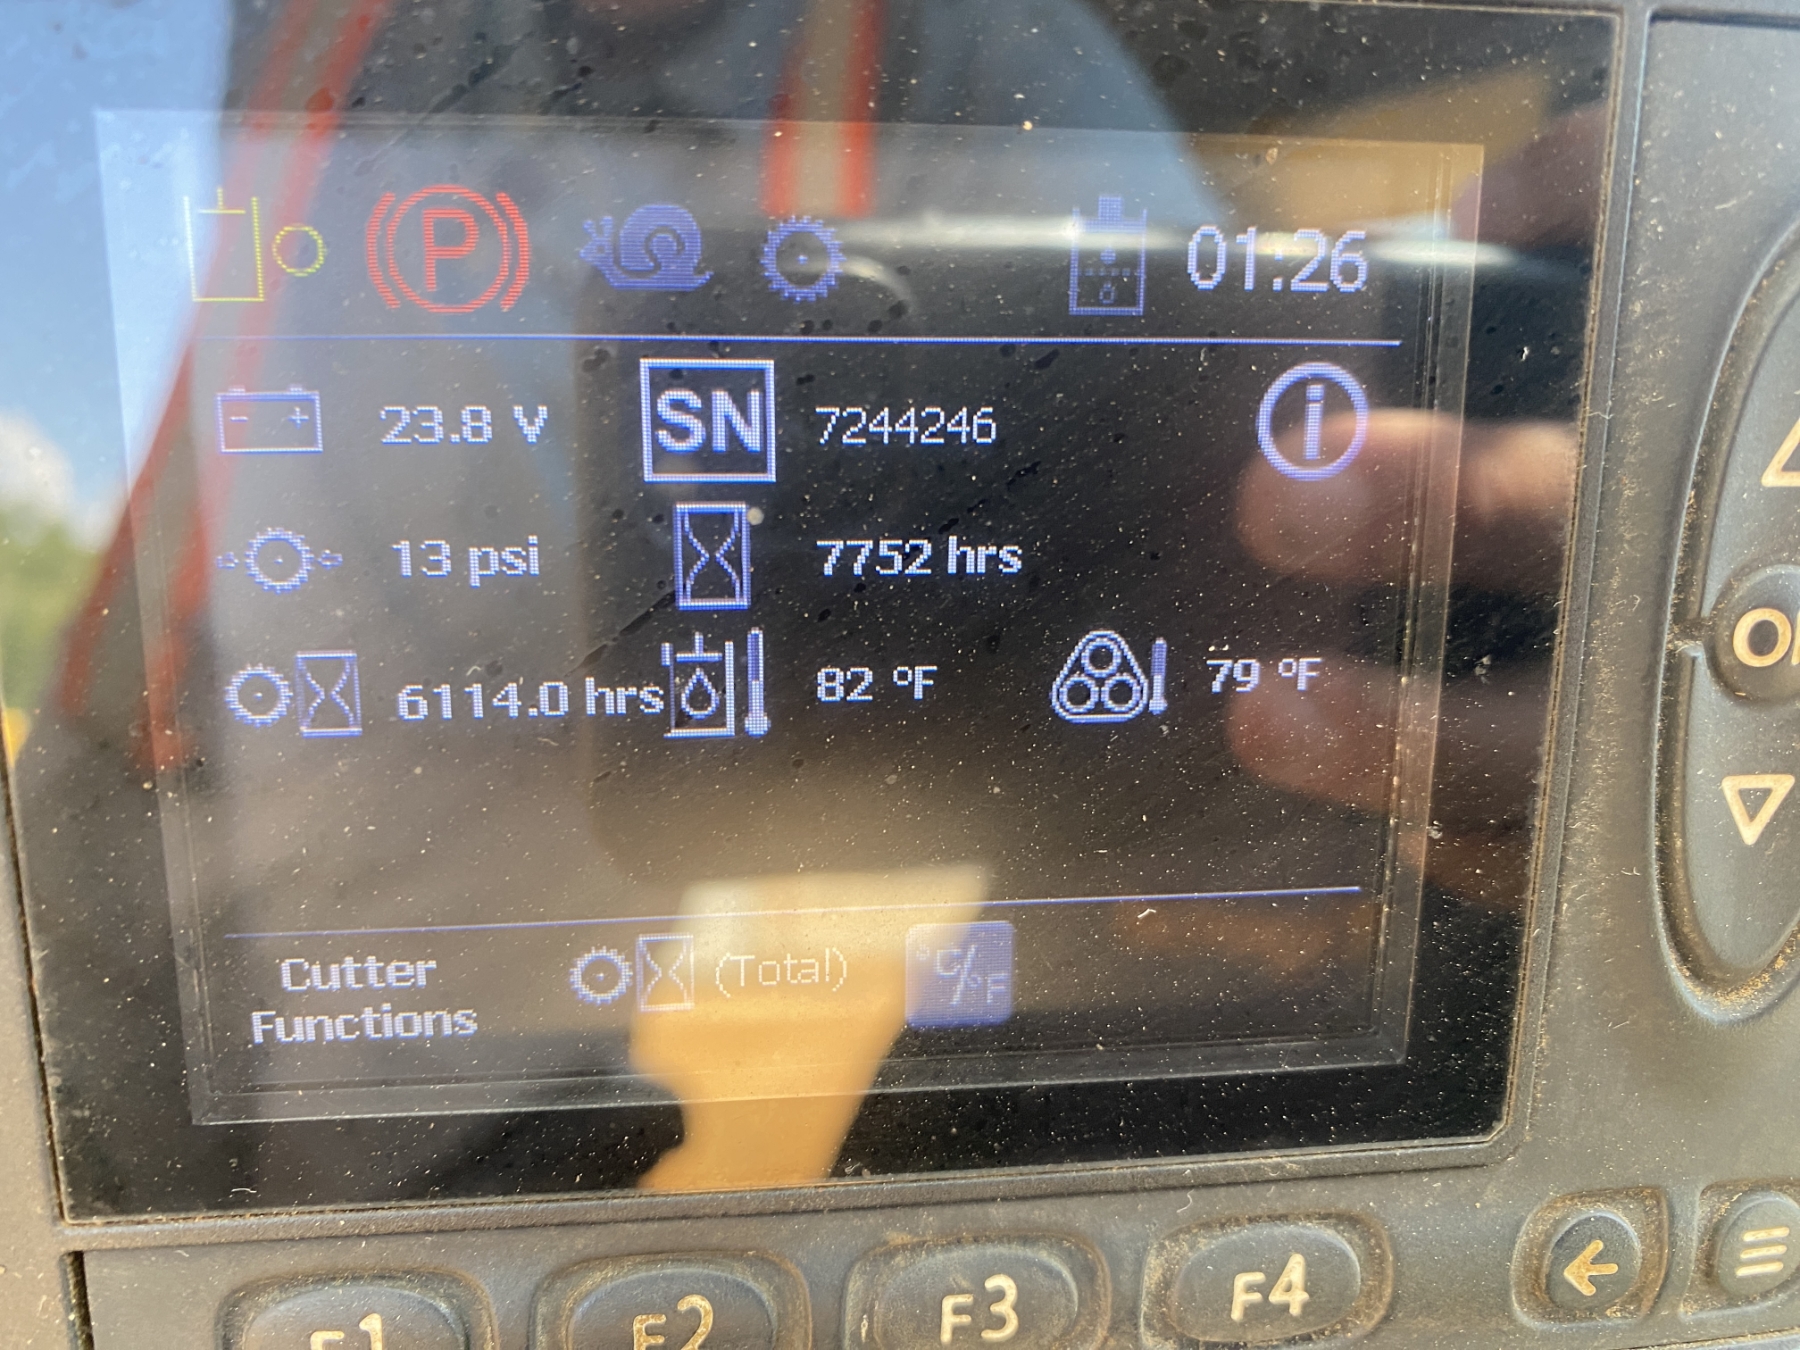 P
01:26
23.8 V
SN
7244246
i
13 psi
7752 hrs
6114.0 hrs
82 °F
79 °F
Cutter
Functions
(Total)
°C/°F
F1
F2
F3
F4